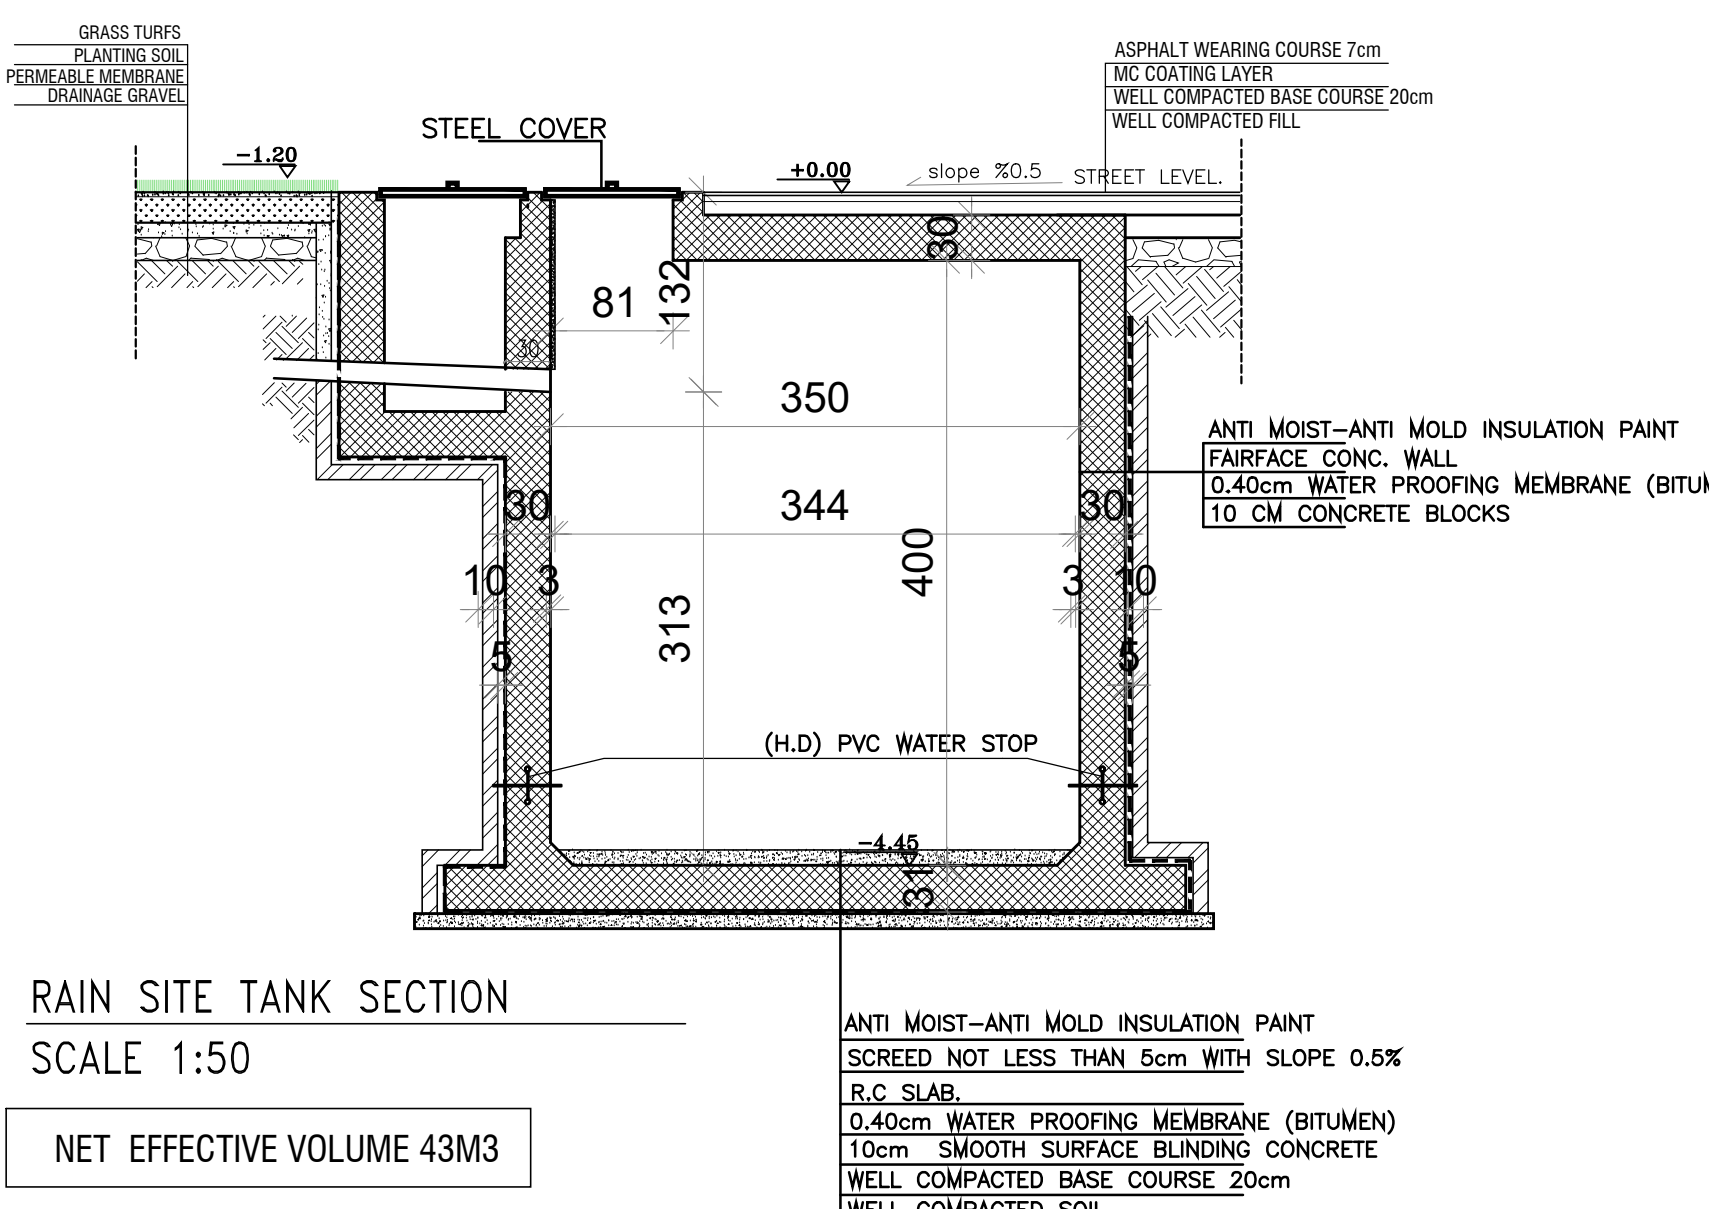 GRASS TURFS
PLANTING SOIL
PERMEABLE MEMBRANE
DRAINAGE GRAVEL
ASPHALT WEARING COURSE 7cm
MC COATING LAYER
WELL COMPACTED BASE COURSE 20cm
WELL COMPACTED FILL
STEEL COVER
-1.20
+0.00
slope %0.5
STREET LEVEL.
30
132
81
30
350
ANTI MOIST-ANTI MOLD INSULATION PAINT
FAIRFACE CONC. WALL
0.40cm WATER PROOFING MEMBRANE
10 CM CONCRETE BLOCKS
30
344
30
400
10
3
3
10
313
5
5
(H.D) PVC WATER STOP
-4.45
31
RAIN SITE TANK SECTION
SCALE 1:50
NET EFFECTIVE VOLUME 43M3
ANTI MOIST-ANTI MOLD INSULATION PAINT
SCREED NOT LESS THAN 5cm WITH SLOPE 0.5%
R.C SLAB.
0.40cm WATER PROOFING MEMBRANE (BITUMEN)
10cm SMOOTH SURFACE BLINDING CONCRETE
WELL COMPACTED BASE COURSE 20cm
WELL COMPACTED SOIL